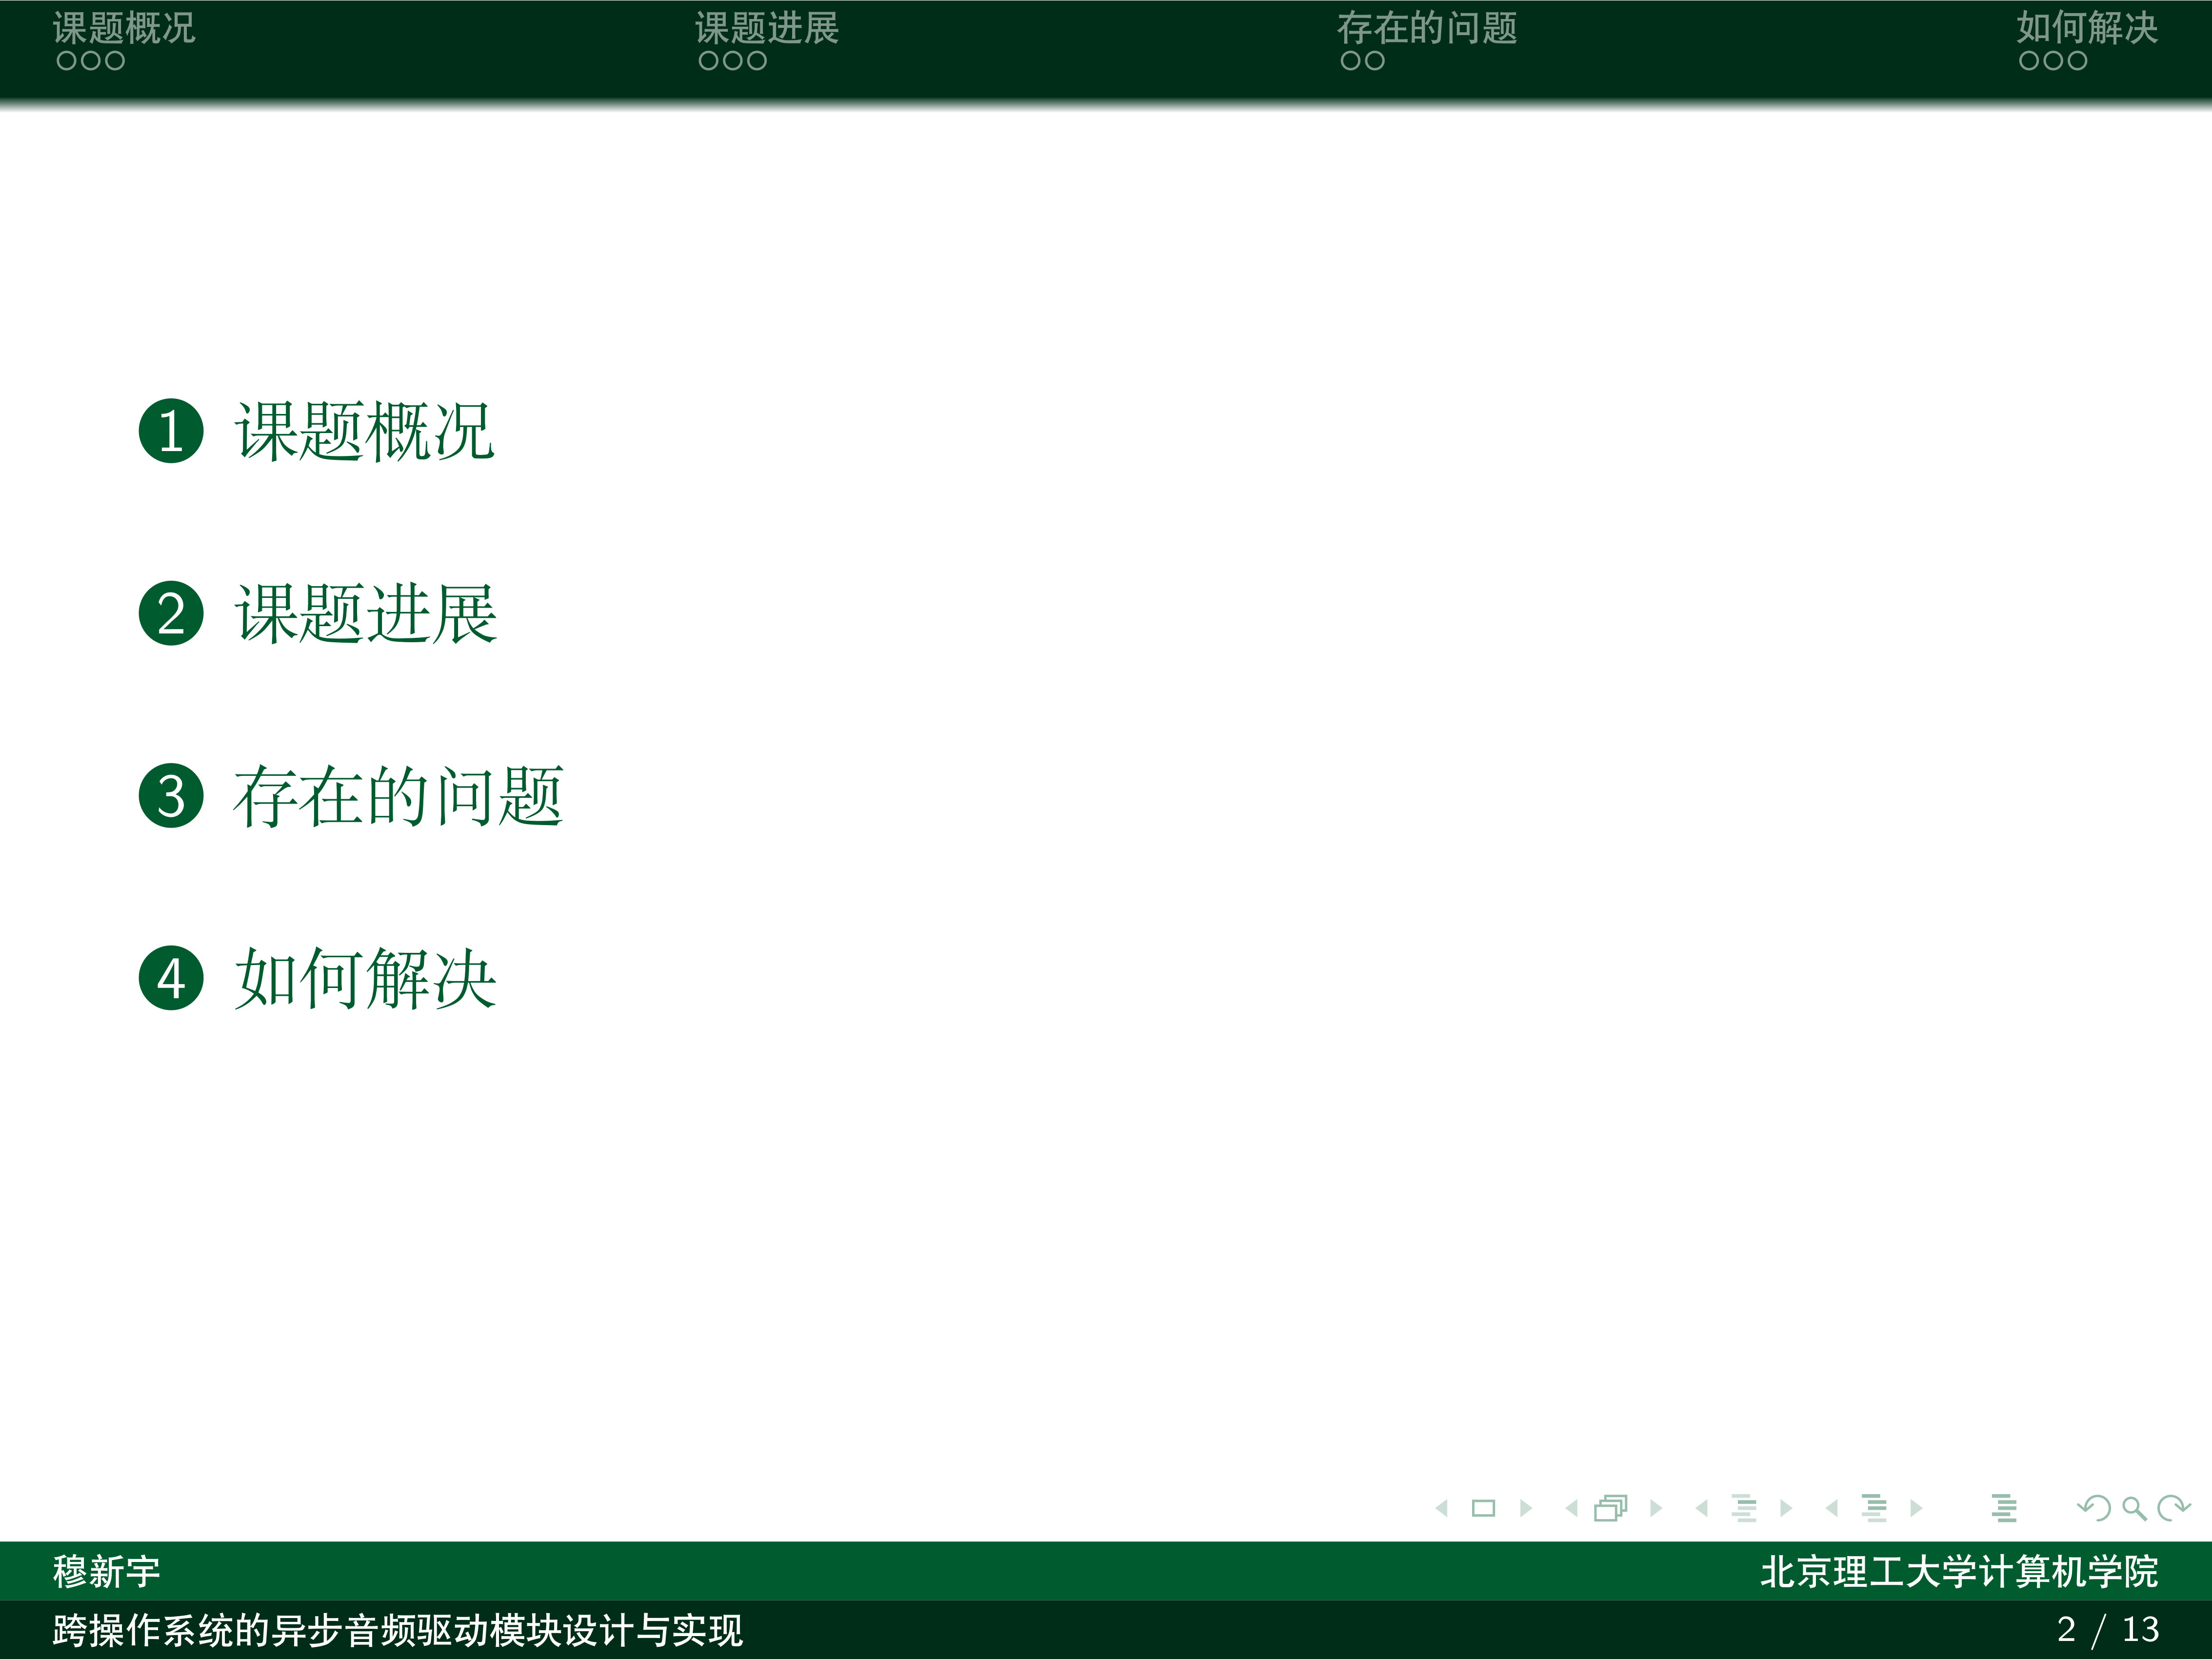 课题概况 课题进展 存在的问题 如何解决
1 课题概况
2 课题进展
3 存在的问题
4 如何解决
穆新宇 北京理工大学计算机学院
跨操作系统的异步音频驱动模块设计与实现 2 / 13